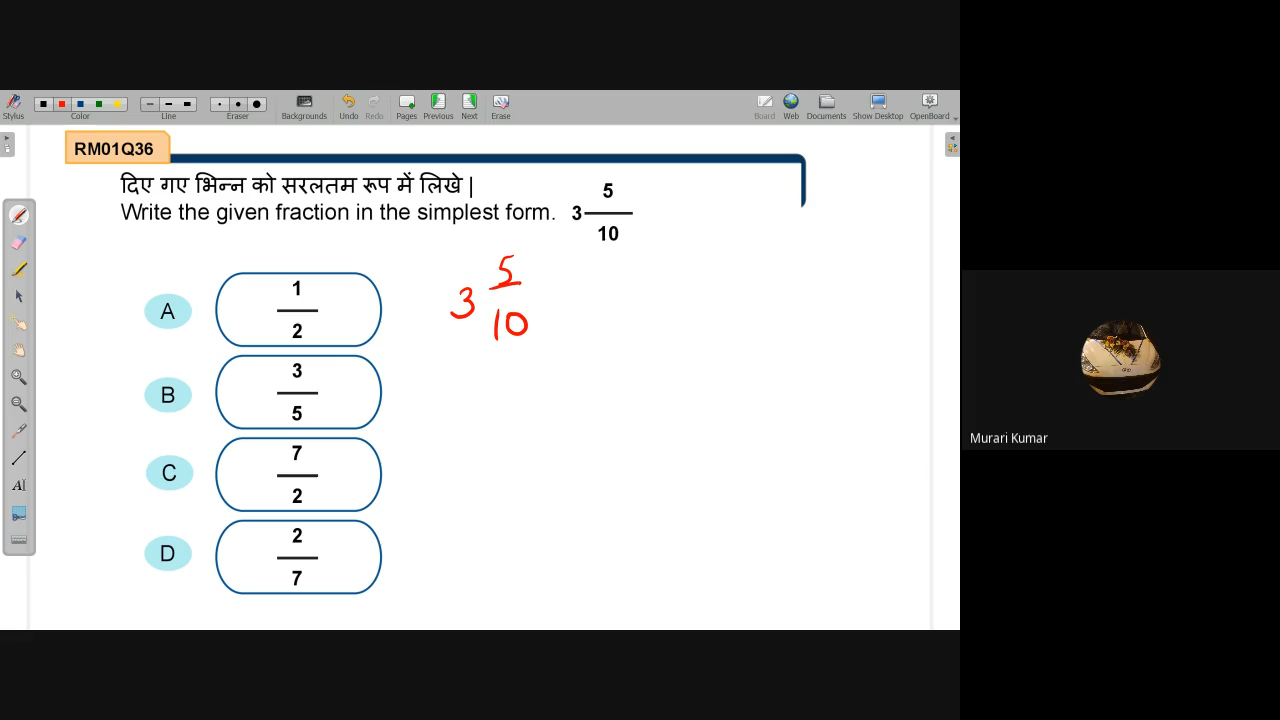 Stylus
Color
Line
Eraser
Backgrounds
Undo
Redo
Pages
Previous
Next
Erase
Board
Web
Documents
Show Desktop
OpenBoard
RM01Q36
दिए गए भिन्न को सरलतम रूप में लिखे |
Write the given fraction in the simplest form. 3 5/10
3 5/10
A 1/2
B 3/5
C 7/2
D 2/7
Murari Kumar